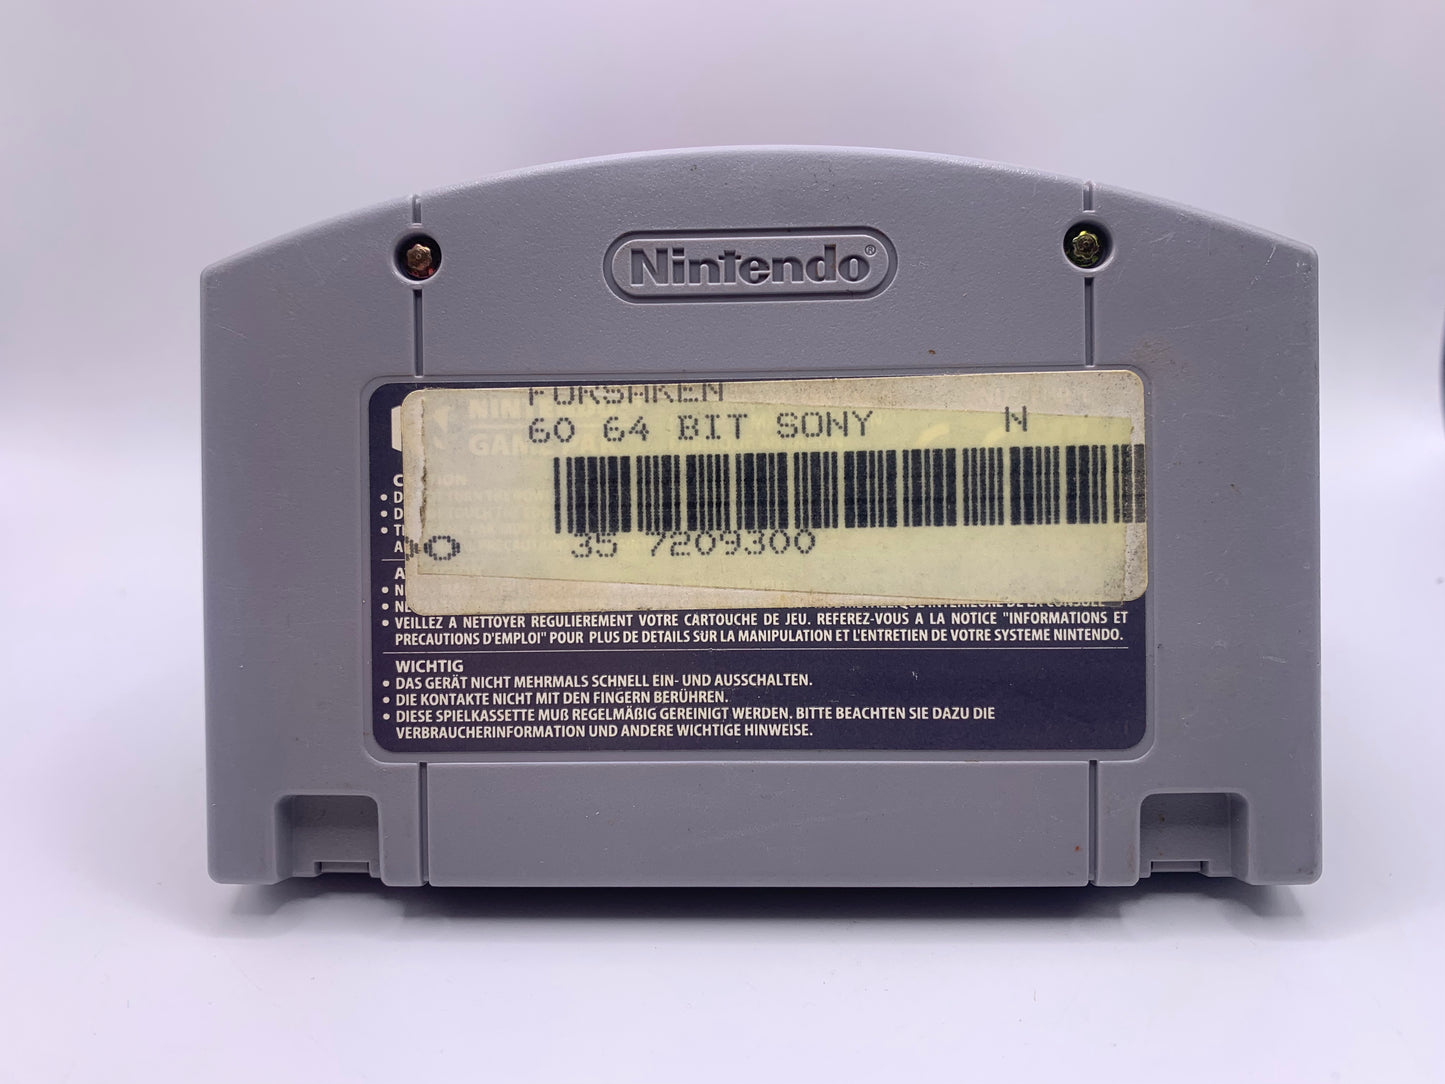 Nintendo®
FORSAKEN
60 64 BIT SONY N
35 7209300
VEILLEZ A NETTOYER REGULIEREMENT VOTRE CARTOUCHE DE JEU. REFEREZ-VOUS A LA NOTICE "INFORMATIONS ET
PRECAUTIONS D'EMPLOI" POUR PLUS DE DETAILS SUR LA MANIPULATION ET L'ENTRETIEN DE VOTRE SYSTEME NINTENDO.
WICHTIG
• DAS GERÄT NICHT MEHRMALS SCHNELL EIN- UND AUSSCHALTEN.
• DIE KONTAKTE NICHT MIT DEN FINGERN BERÜHREN.
• DIESE SPIELKASSETTE MUß REGELMÄßIG GEREINIGT WERDEN. BITTE BEACHTEN SIE DAZU DIE
VERBRAUCHERINFORMATION UND ANDERE WICHTIGE HINWEISE.